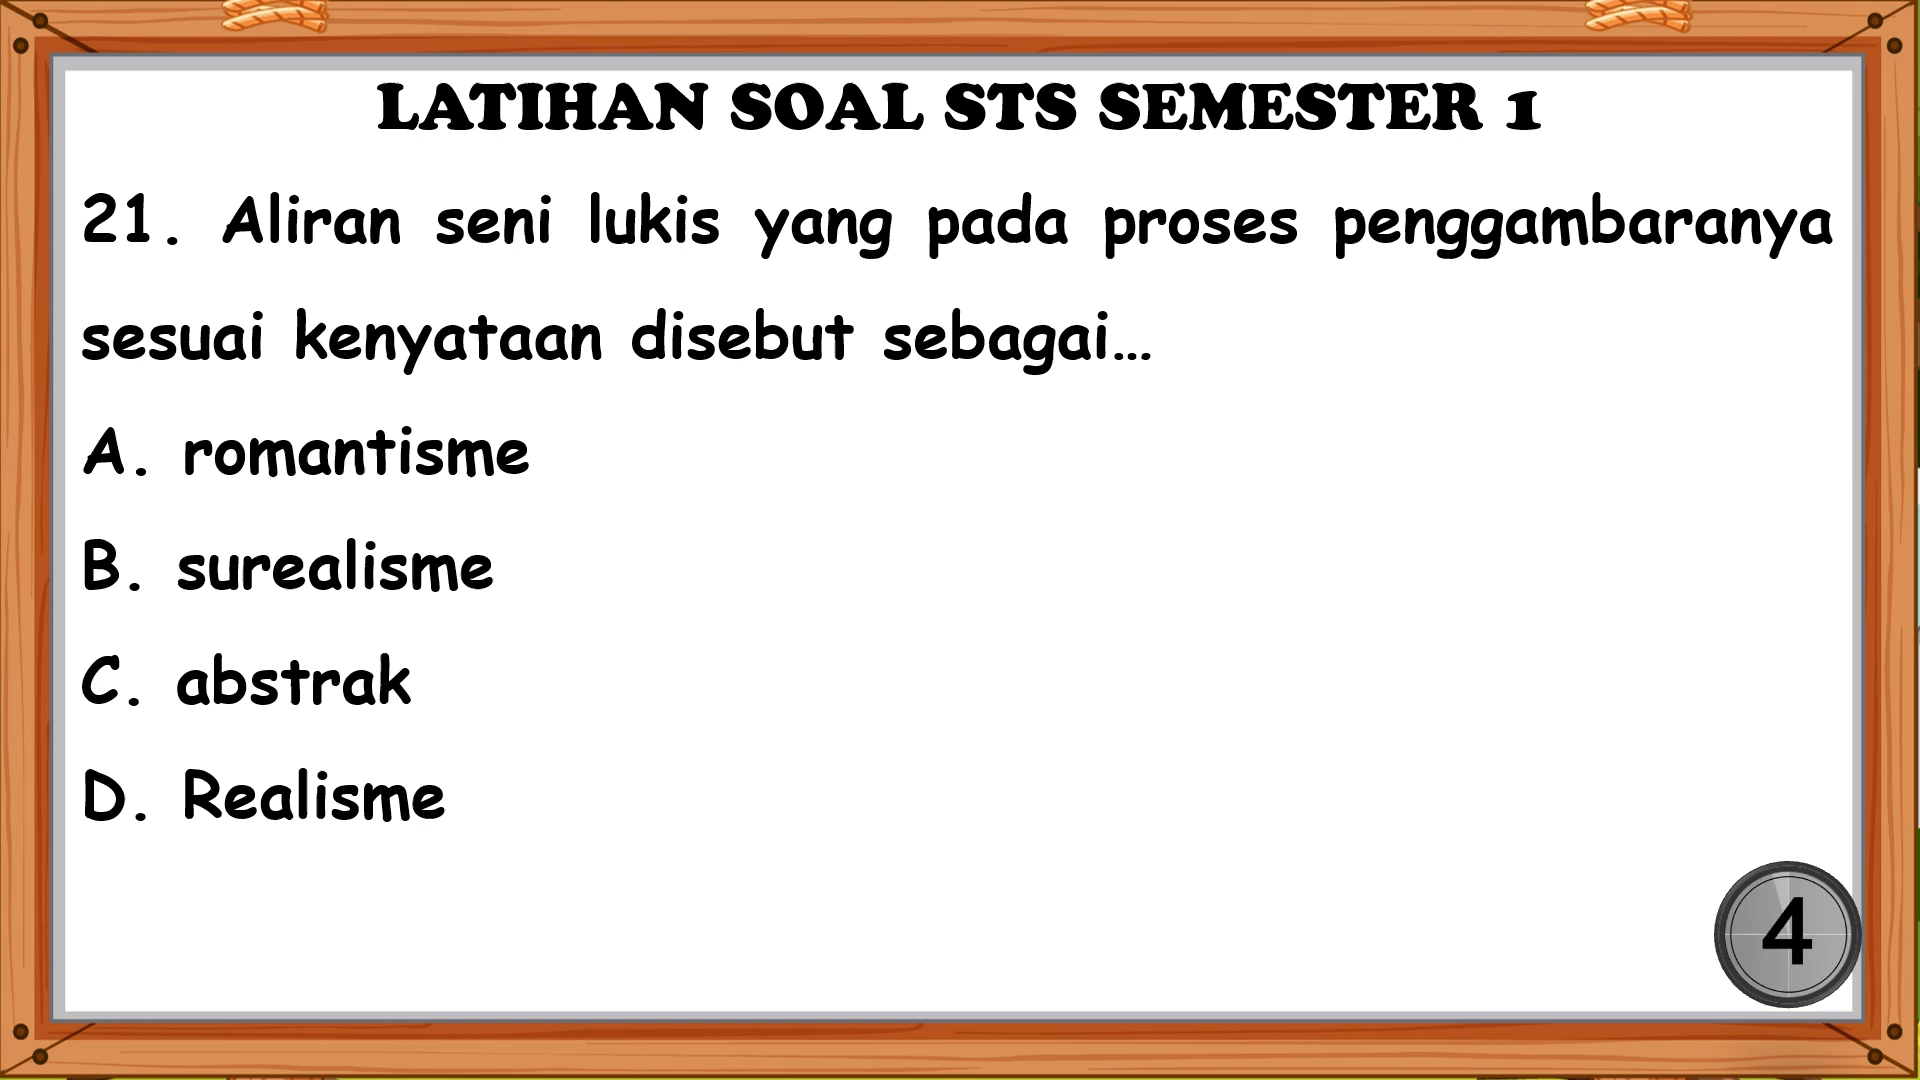 LATIHAN SOAL STS SEMESTER 1
21. Aliran seni lukis yang pada proses penggambaranya
sesuai kenyataan disebut sebagai...
A. romantisme
B. surealisme
C. abstrak
D. Realisme
4